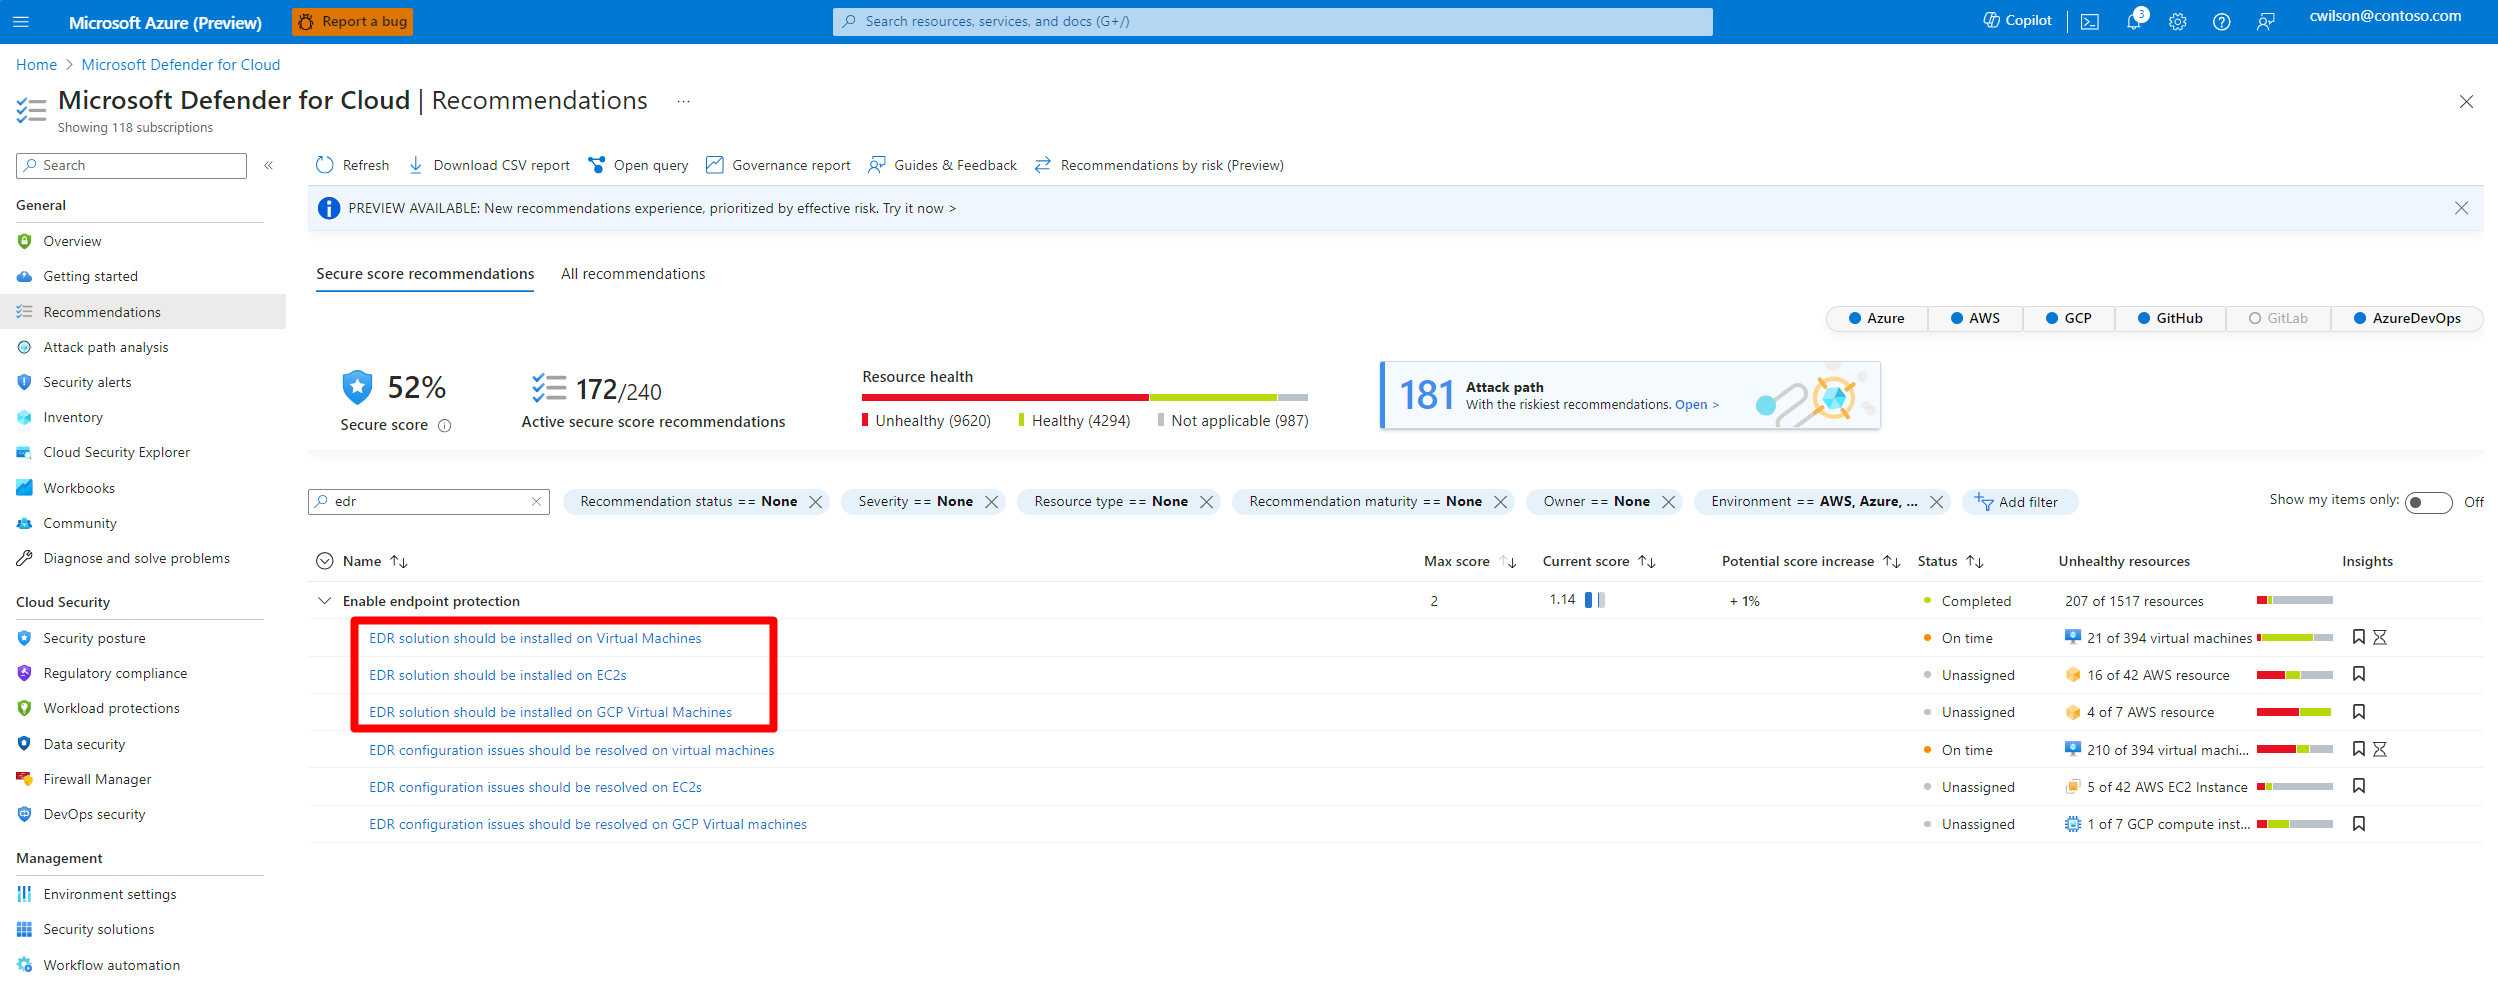 Microsoft Azure (Preview)
Report a bug
Search resources, services, and docs (G+/)
Copilot
3
cwilson@contoso.com
Home > Microsoft Defender for Cloud
Microsoft Defender for Cloud | Recommendations ...
Showing 118 subscriptions
Search
«
General
Overview
Getting started
Recommendations
Attack path analysis
Security alerts
Inventory
Cloud Security Explorer
Workbooks
Community
Diagnose and solve problems
Cloud Security
Security posture
Regulatory compliance
Workload protections
Data security
Firewall Manager
DevOps security
Management
Environment settings
Security solutions
Workflow automation
Refresh Download CSV report Open query Governance report Guides & Feedback Recommendations by risk (Preview)
PREVIEW AVAILABLE: New recommendations experience, prioritized by effective risk. Try it now >
Secure score recommendations All recommendations
Azure AWS GCP GitHub GitLab AzureDevOps
52%
Secure score
172/240
Active secure score recommendations
Resource health
Unhealthy (9620) Healthy (4294) Not applicable (987)
181
Attack path
With the riskiest recommendations. Open >
edr
Recommendation status == None
Severity == None
Resource type == None
Recommendation maturity == None
Owner == None
Environment == AWS, Azure, ...
Add filter
Show my items only: Off
Name Max score Current score Potential score increase Status Unhealthy resources Insights
Enable endpoint protection 2 1.14 + 1% Completed 207 of 1517 resources
EDR solution should be installed on Virtual Machines On time 21 of 394 virtual machines
EDR solution should be installed on EC2s Unassigned 16 of 42 AWS resource
EDR solution should be installed on GCP Virtual Machines Unassigned 4 of 7 AWS resource
EDR configuration issues should be resolved on virtual machines On time 210 of 394 virtual machi...
EDR configuration issues should be resolved on EC2s Unassigned 5 of 42 AWS EC2 Instance
EDR configuration issues should be resolved on GCP Virtual machines Unassigned 1 of 7 GCP compute inst...